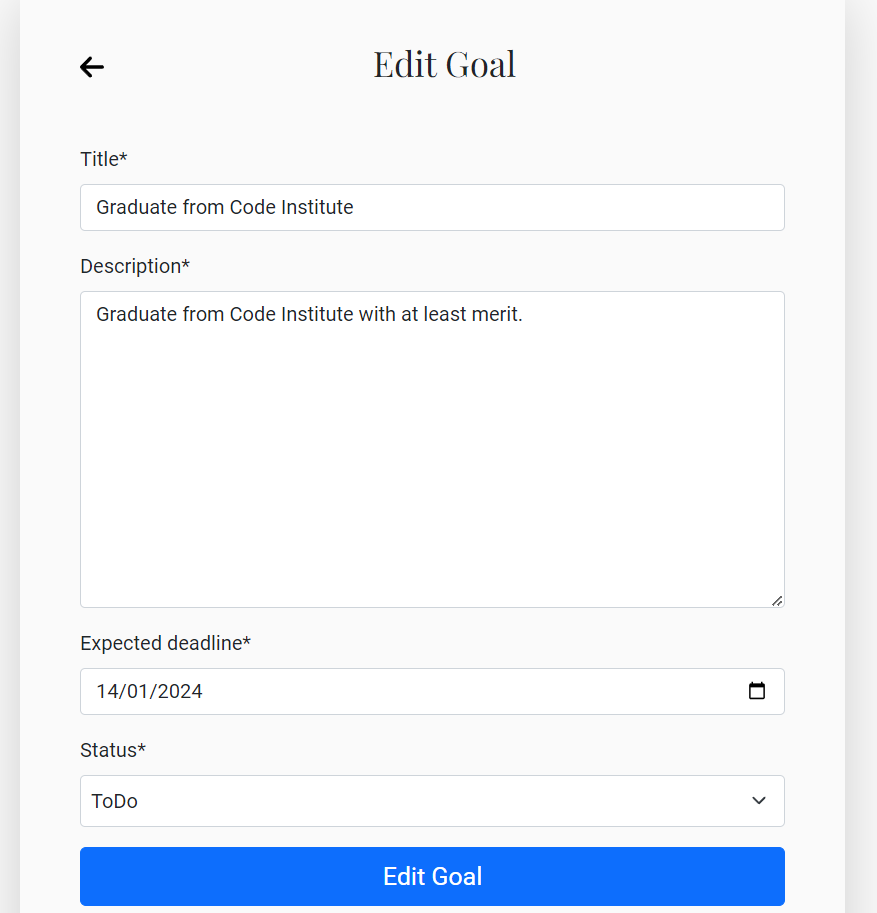 Edit Goal
Title*
Graduate from Code Institute
Description*
Graduate from Code Institute with at least merit.
Expected deadline*
14/01/2024
Status*
ToDo
Edit Goal